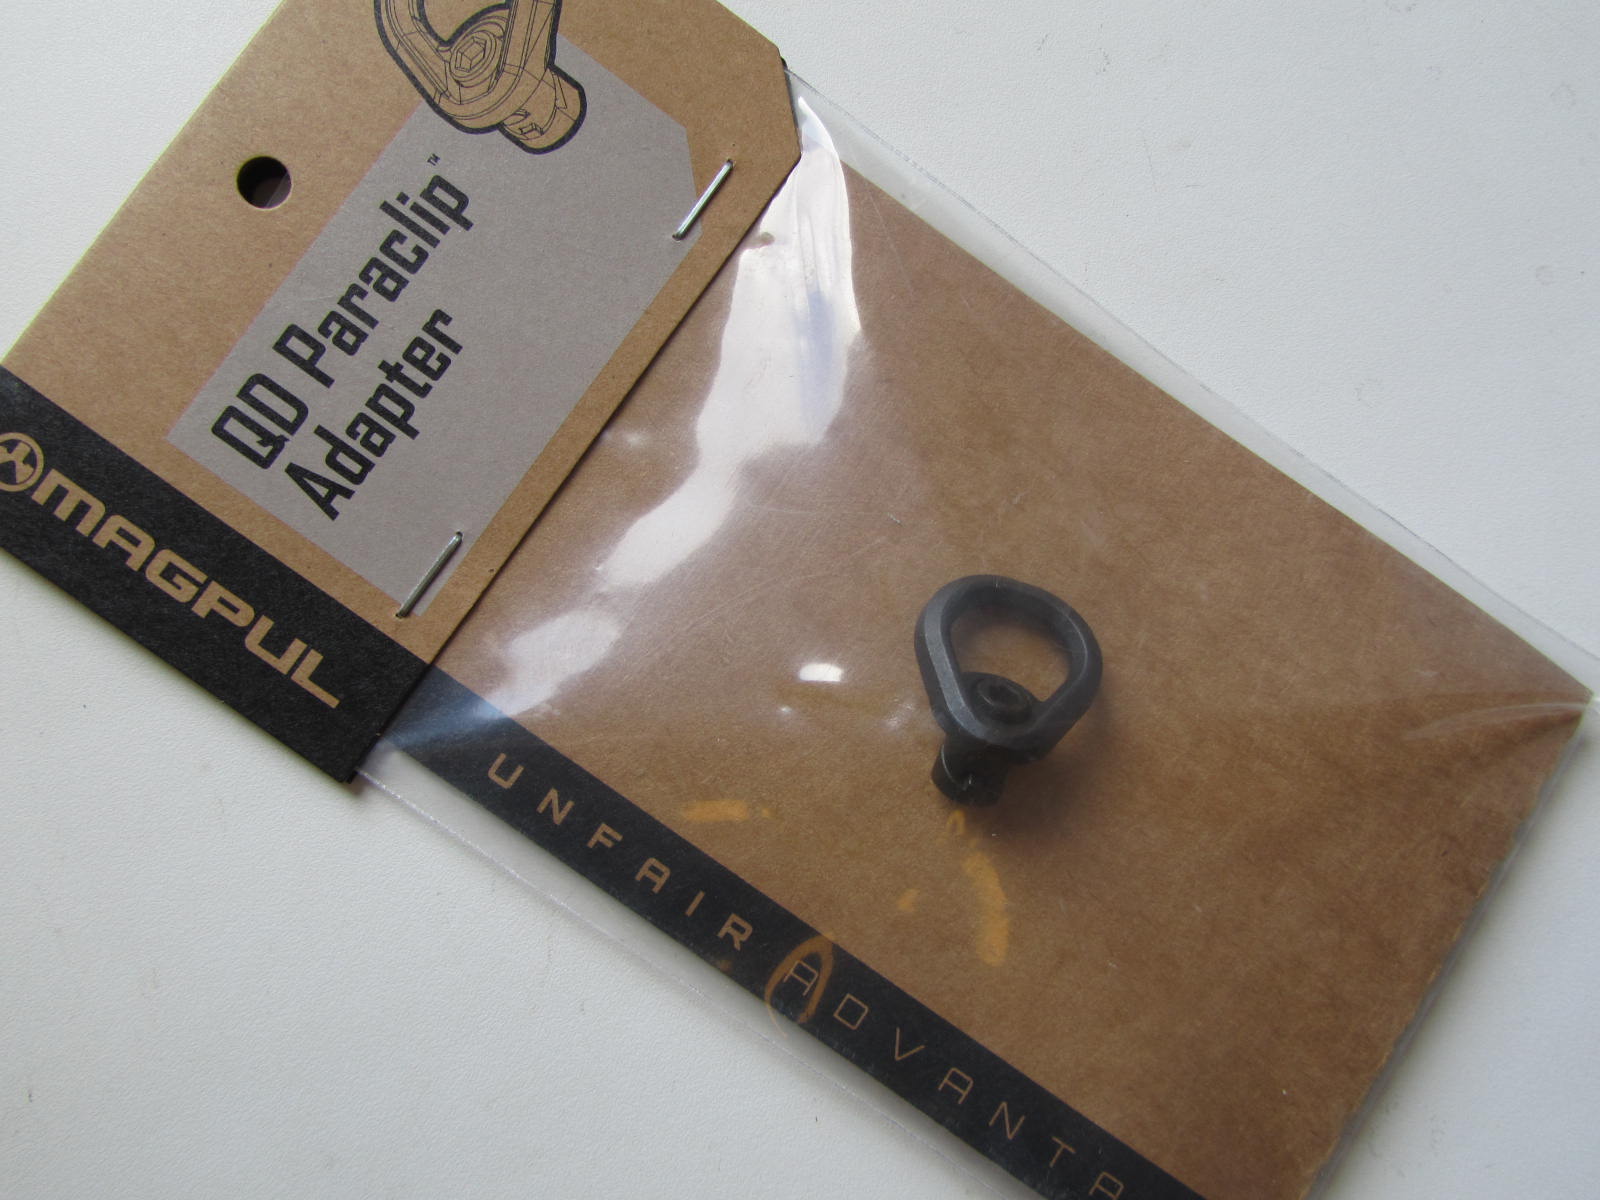 QD Paraclip™
Adapter
MAGPUL
UNFAIR ADVANTA